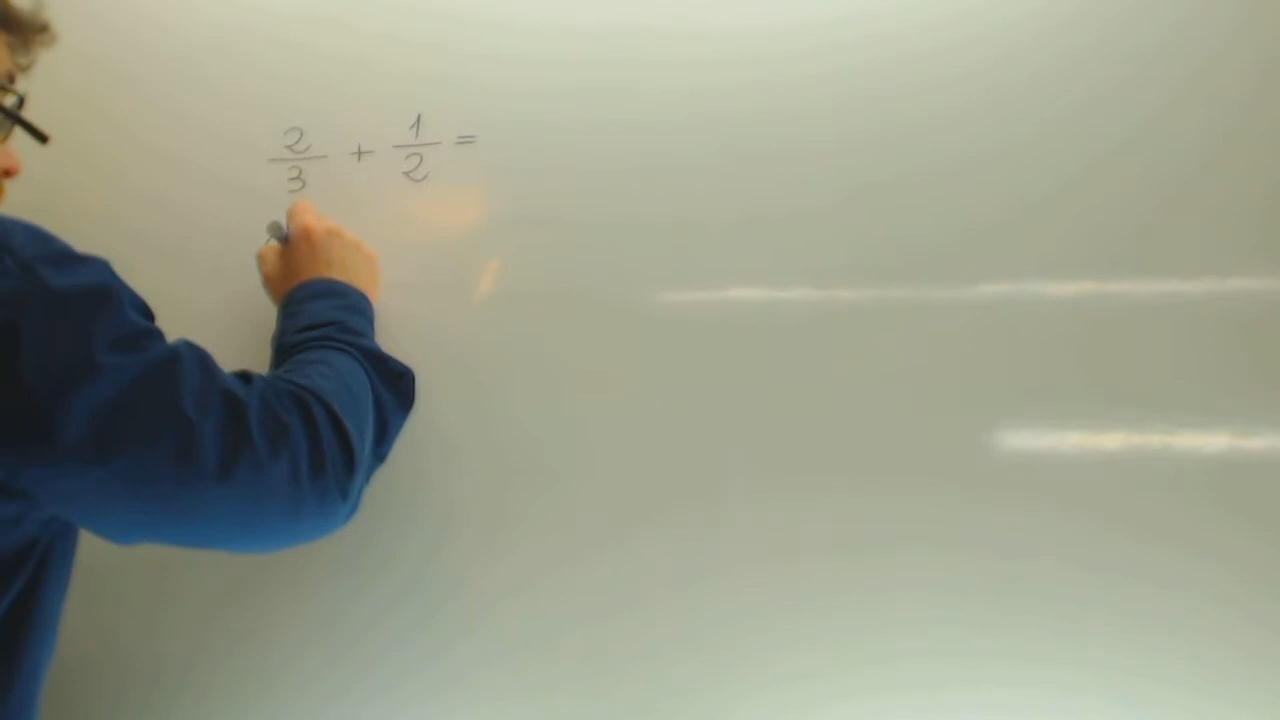 2/3 + 1/2 =